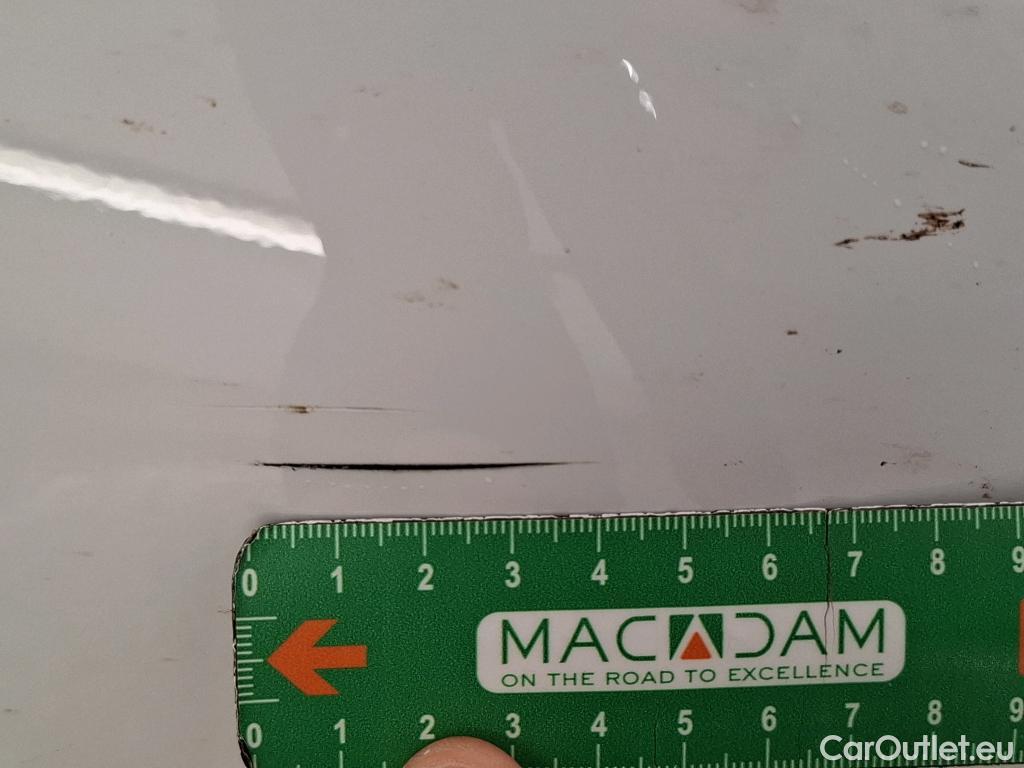 0 1 2 3 4 5 6 7 8 9
MACADAM
ON THE ROAD TO EXCELLENCE
0 1 2 3 4 5 6 7 8 9
CarOutlet.eu